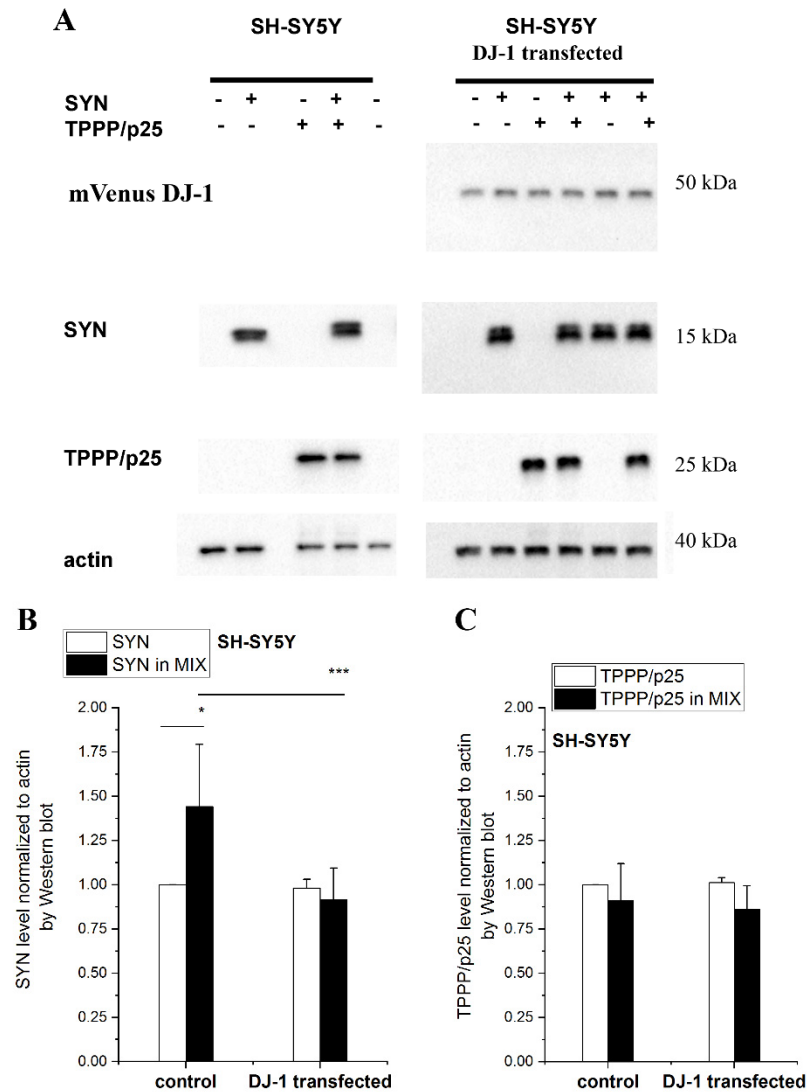 A
SH-SY5Y
SH-SY5Y
DJ-1 transfected
SYN - + - + - - + - + + +
TPPP/p25 - - + + - - - + + - +
mVenus DJ-1
50 kDa
SYN
15 kDa
TPPP/p25
25 kDa
actin
40 kDa
B
SYN
SYN in MIX
SH-SY5Y
***
*
SYN level normalized to actin
by Western blot
2.00
1.75
1.50
1.25
1.00
0.75
0.50
0.25
0.00
control
DJ-1 transfected
C
TPPP/p25
TPPP/p25 in MIX
SH-SY5Y
TPPP/p25 level normalized to actin
by Western blot
2.00
1.75
1.50
1.25
1.00
0.75
0.50
0.25
0.00
control
DJ-1 transfected